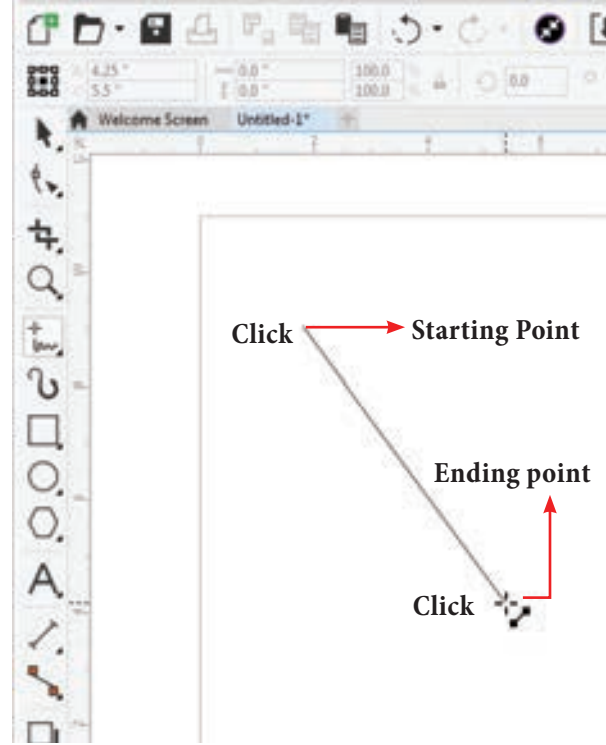 4.25 "
5.5 "
0.0 "
0.0 "
100.0
100.0
0.0
Welcome Screen
Untitled-1*
Click
Starting Point
Ending point
Click